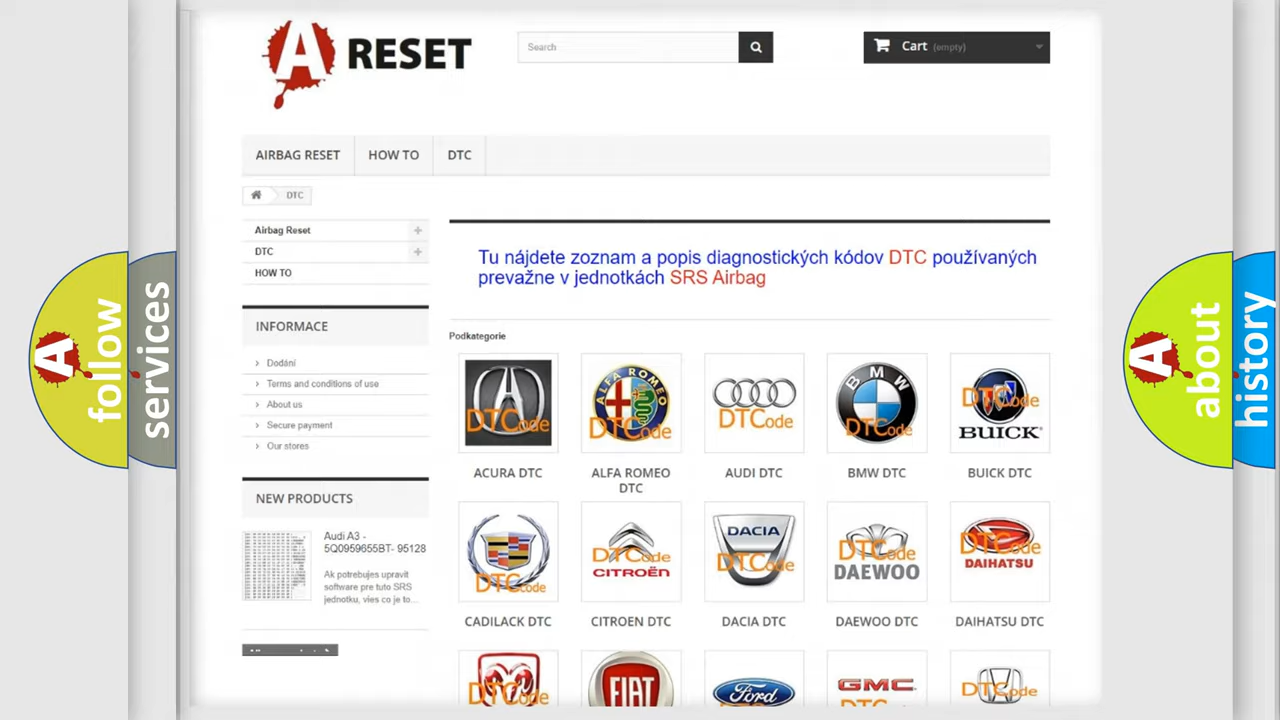 A RESET
Search
Cart (empty)
AIRBAG RESET
HOW TO
DTC
DTC
Airbag Reset
DTC
HOW TO
Tu nájdete zoznam a popis diagnostických kódov DTC používaných
prevažne v jednotkách SRS Airbag
INFORMACE
Dodání
Terms and conditions of use
About us
Secure payment
Our stores
NEW PRODUCTS
Audi A3 -
5Q0959655BT- 95128
Ak potrebujes upravit
software pre tuto SRS
jednotku, vies co je to...
Podkategorie
DTCode
ALFA ROMEO
DTCode
DTCode
BMW
DTCode
DTCode
BUICK
ACURA DTC
ALFA ROMEO
DTC
AUDI DTC
BMW DTC
BUICK DTC
DTCode
DTCode
CITROËN
DACIA
DTCode
DTCode
DAEWOO
DTCode
DAIHATSU
CADILACK DTC
CITROEN DTC
DACIA DTC
DAEWOO DTC
DAIHATSU DTC
DTCode
FIAT
Ford
GMC
DTCode
A follow
services
A about
history